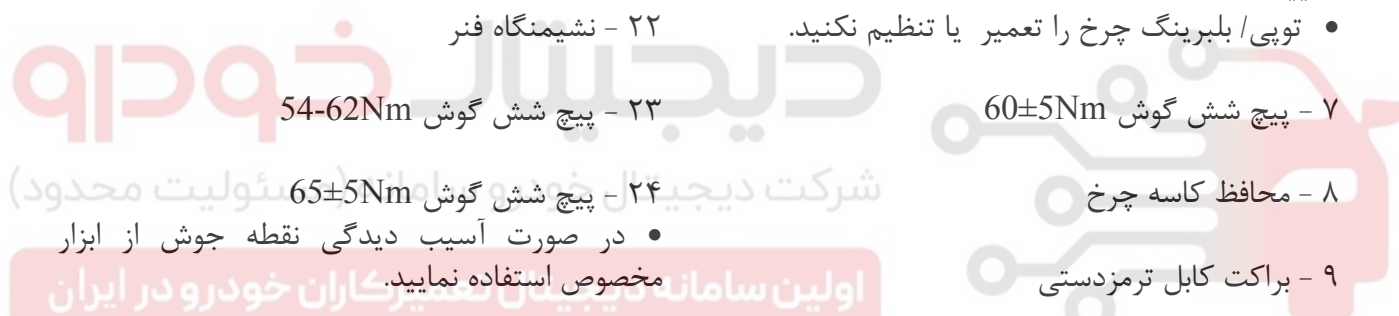 • توپی/ بلبرینگ چرخ را تعمیر یا تنظیم نکنید.
۷ - پیچ شش گوش 60±5Nm
۸ - محافظ کاسه چرخ
۹ - براکت کابل ترمزدستی
۲۲ - نشیمنگاه فنر
۲۳ - پیچ شش گوش 54-62Nm
۲۴ - پیچ شش گوش 65±5Nm
• در صورت آسیب دیدگی نقطه جوش از ابزار
مخصوص استفاده نمایید.
دیجیتال خودرو
شرکت دیجیتال خودرو سامانه (مسئولیت محدود)
اولین سامانه دیجیتال تعمیرکاران خودرو در ایران